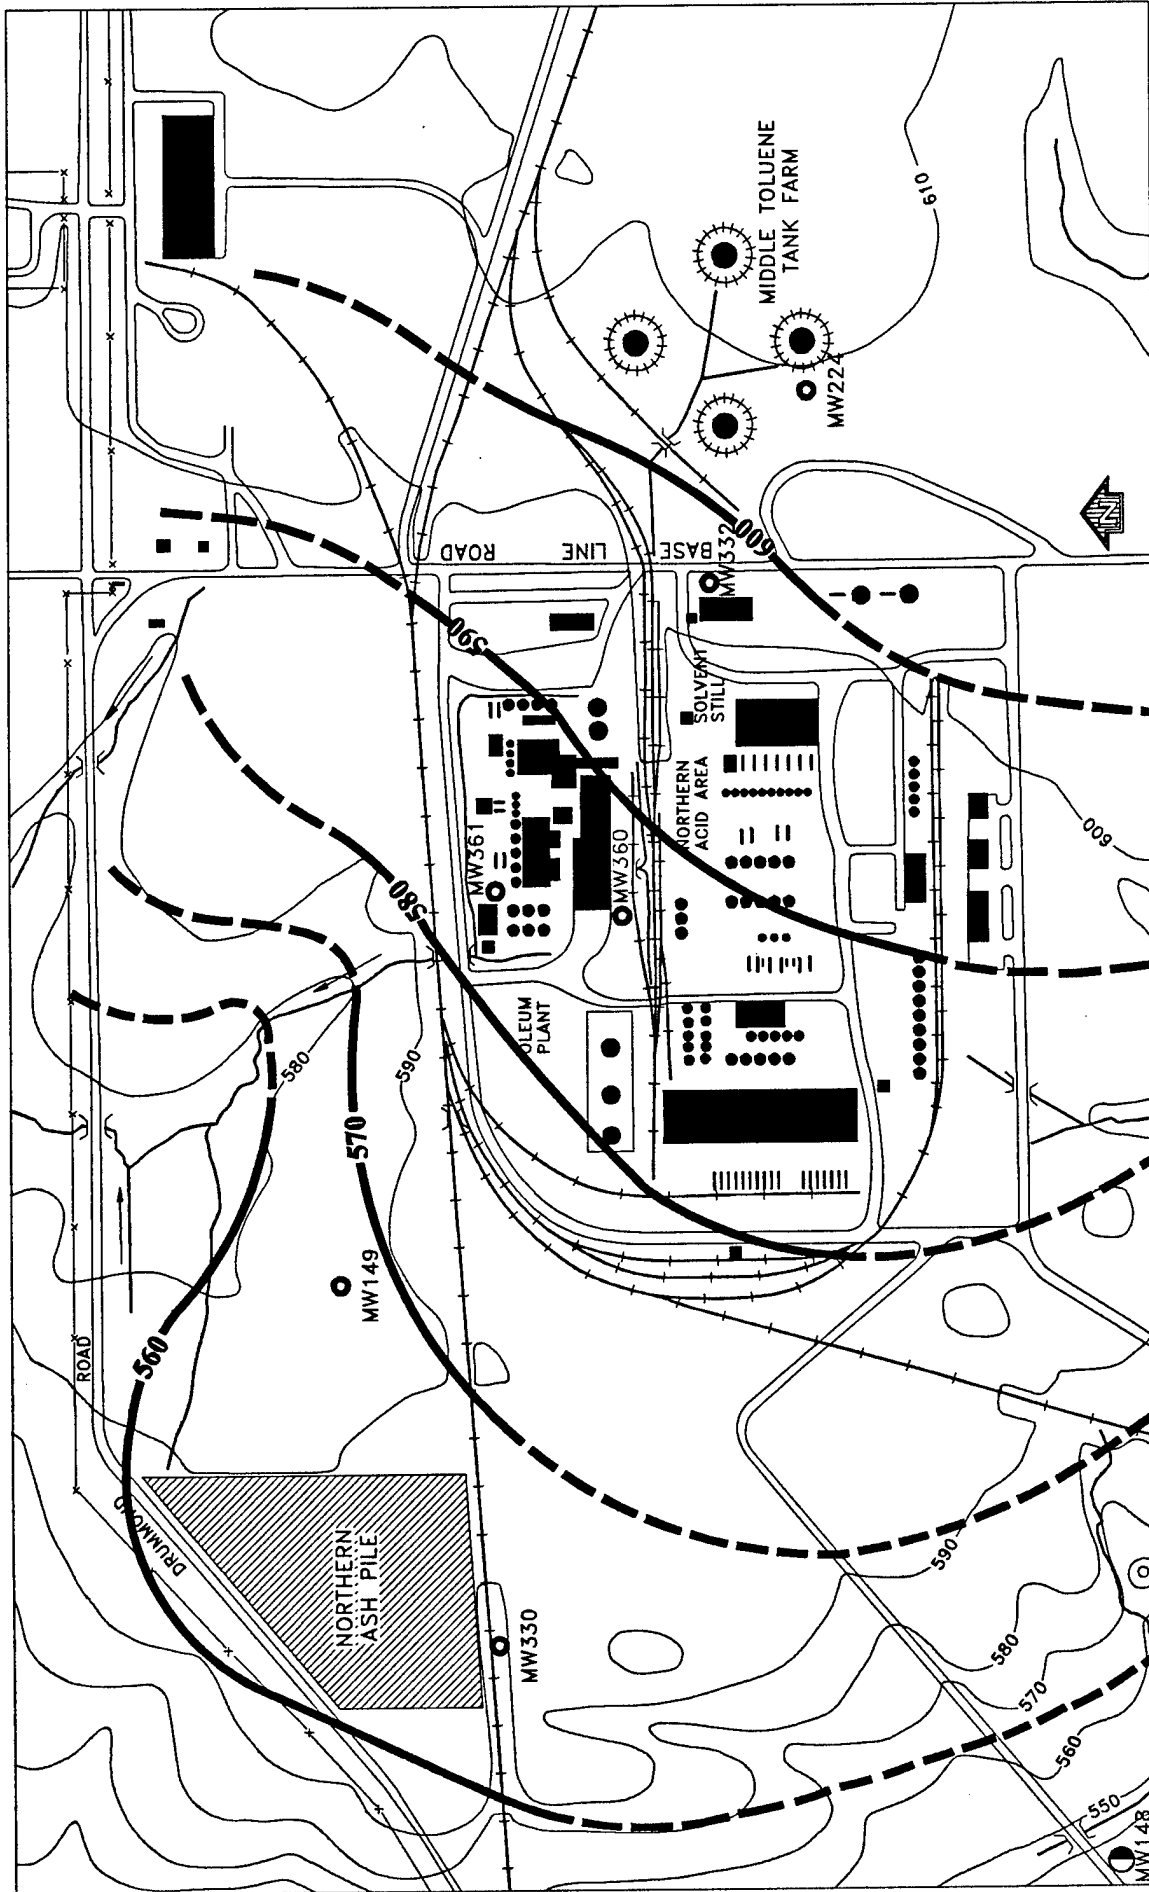 MIDDLE TOLUENE
TANK FARM
610
MW224
N
BASE
LINE
ROAD
600
MW332
590
SOLVENT
STILL
NORTHERN
ACID AREA
600
MW361
MW360
580
OLEUM
PLANT
580
590
570
MW149
560
ROAD
DRUMMOND
NORTHERN
ASH PILE
MW330
590
580
570
560
550
MW148